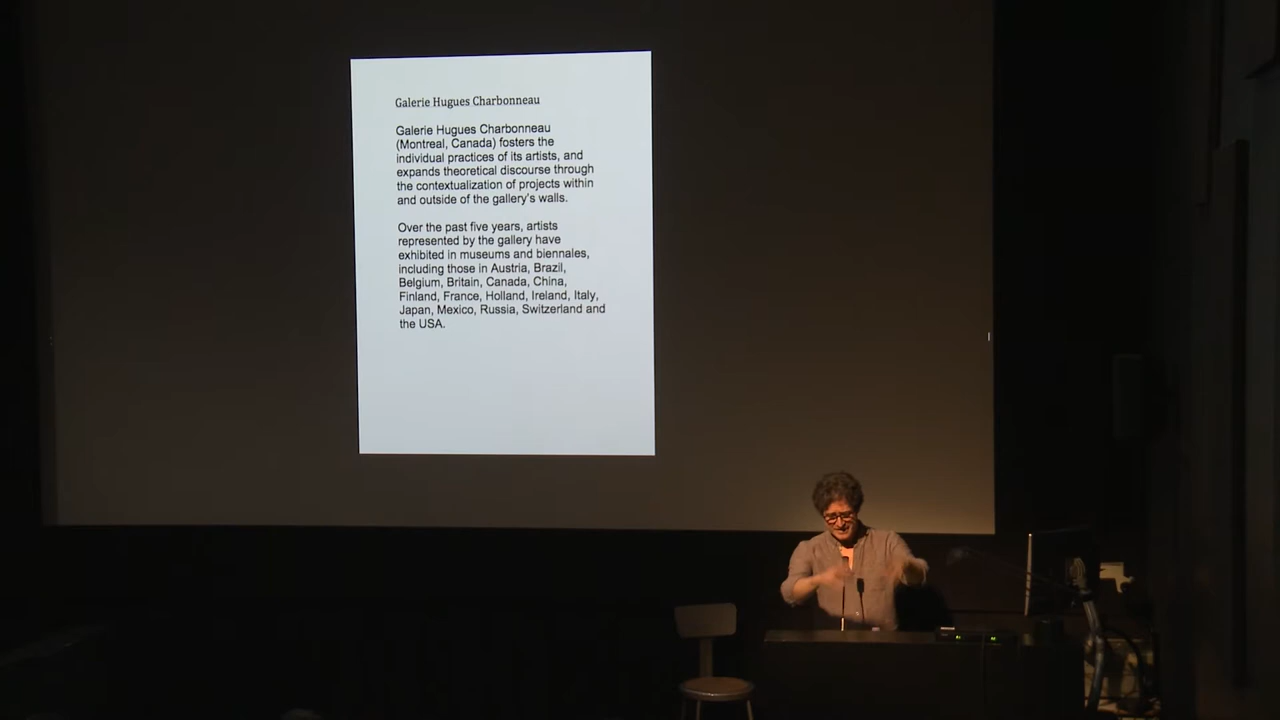 Galerie Hugues Charbonneau
Galerie Hugues Charbonneau
(Montreal, Canada) fosters the
individual practices of its artists, and
expands theoretical discourse through
the contextualization of projects within
and outside of the gallery's walls.
Over the past five years, artists
represented by the gallery have
exhibited in museums and biennales,
including those in Austria, Brazil,
Belgium, Britain, Canada, China,
Finland, France, Holland, Ireland, Italy,
Japan, Mexico, Russia, Switzerland and
the USA.